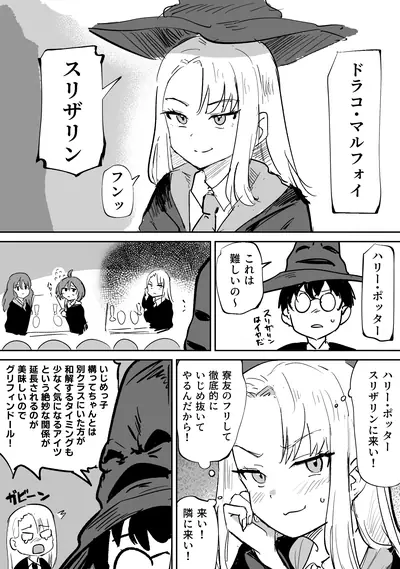 ドラコ・マルフォイ
スリザリン
フンッ
ハリー・ポッター
これは
難しいの〜
スリザリン
はイヤだ
ハリー・ポッター
スリザリンに来い!
寮友のフリして
徹底的に
いじめ抜いて
やるんだから!
来い!
隣に来い!
いじめっ子
構ってちゃんとは
別クラスにいた方が
和解するタイミングも
少なく気になるアイツ
という絶妙な関係が
延長されるのが
美味しいので
グリフィンドール!
ガビーン